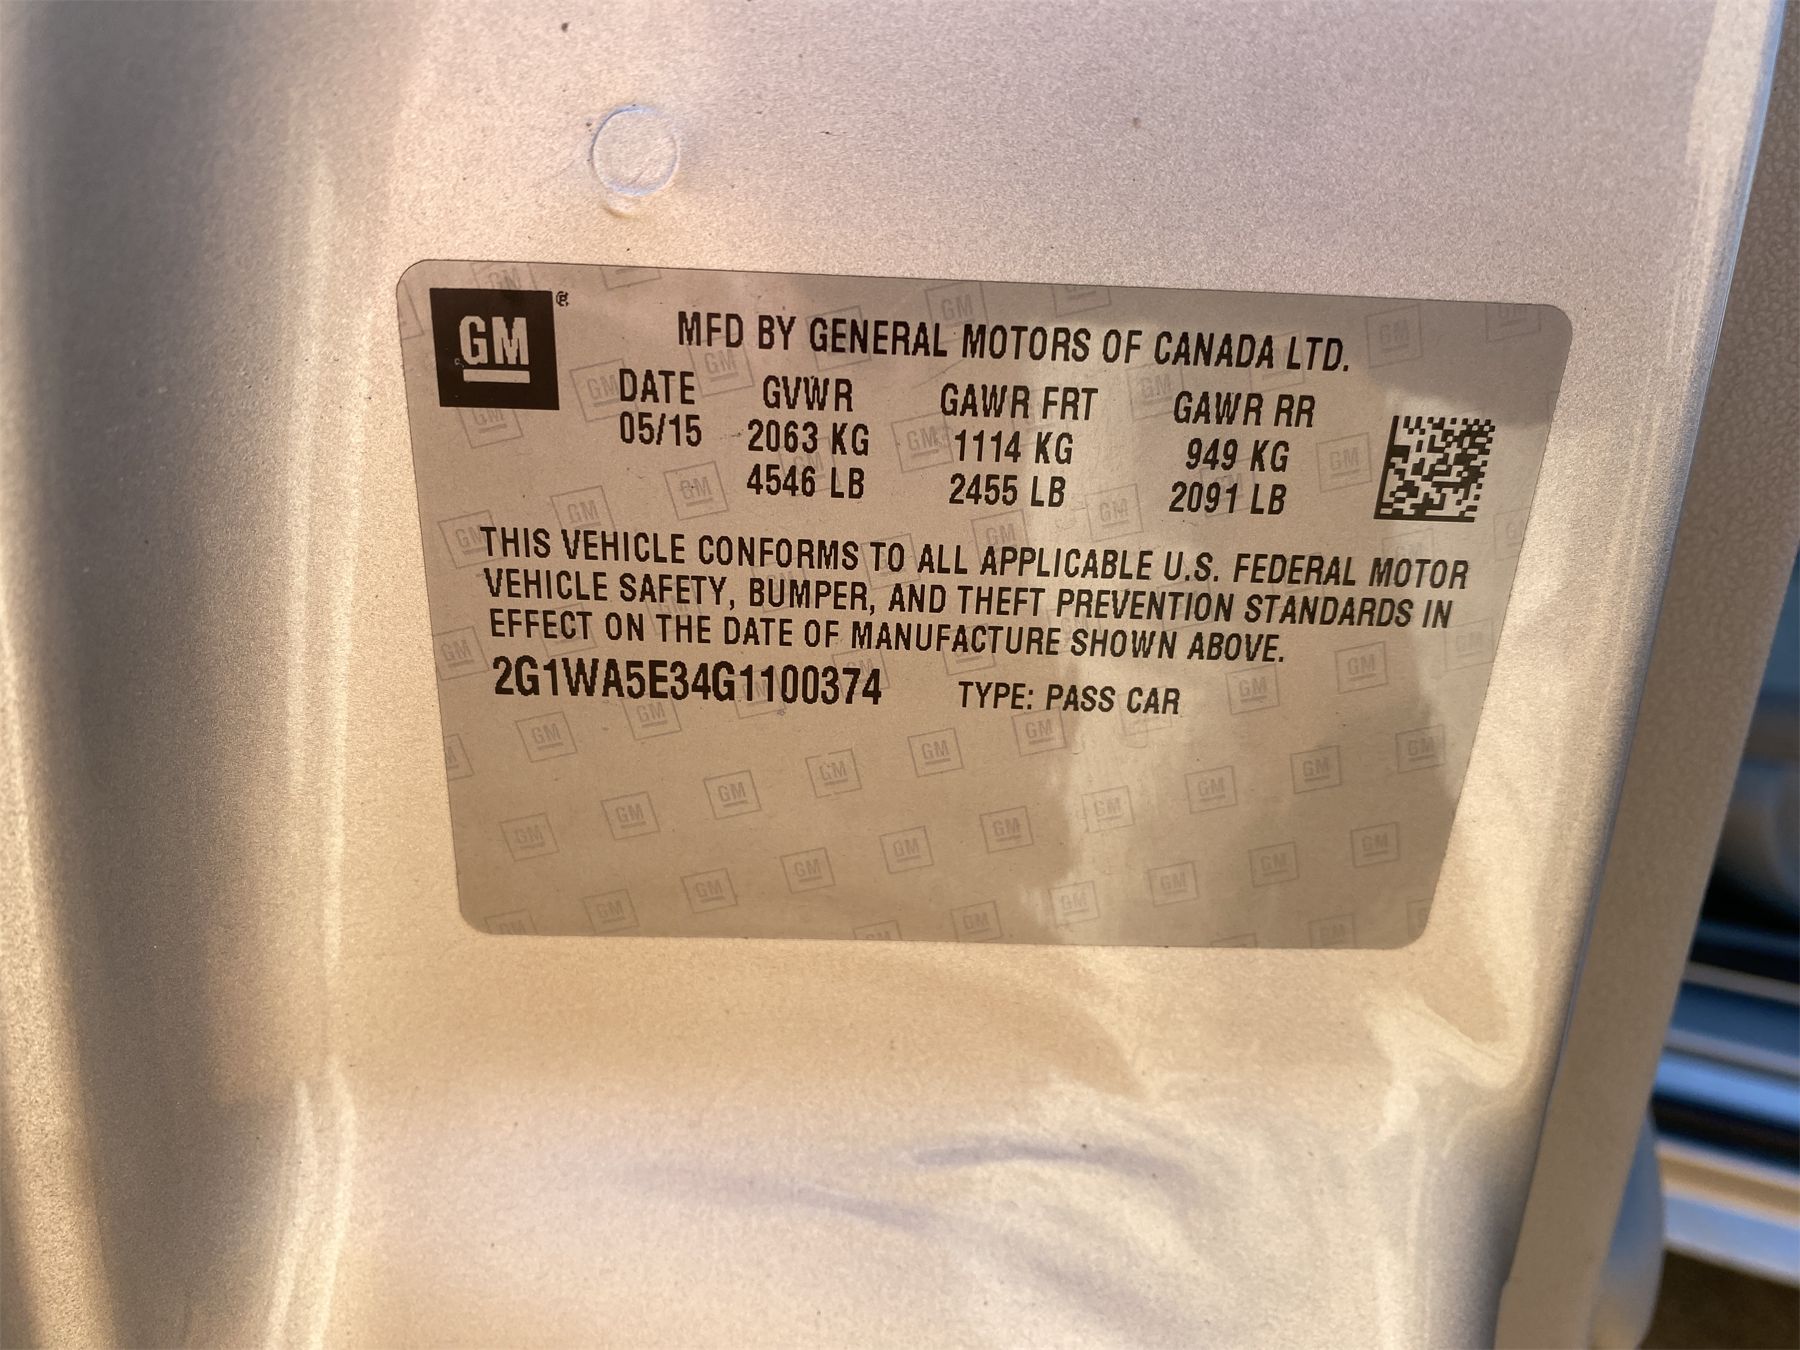 GM ®
MFD BY GENERAL MOTORS OF CANADA LTD.
DATE GVWR GAWR FRT GAWR RR
05/15 2063 KG 1114 KG 949 KG
4546 LB 2455 LB 2091 LB
THIS VEHICLE CONFORMS TO ALL APPLICABLE U.S. FEDERAL MOTOR
VEHICLE SAFETY, BUMPER, AND THEFT PREVENTION STANDARDS IN
EFFECT ON THE DATE OF MANUFACTURE SHOWN ABOVE.
2G1WA5E34G1100374 TYPE: PASS CAR